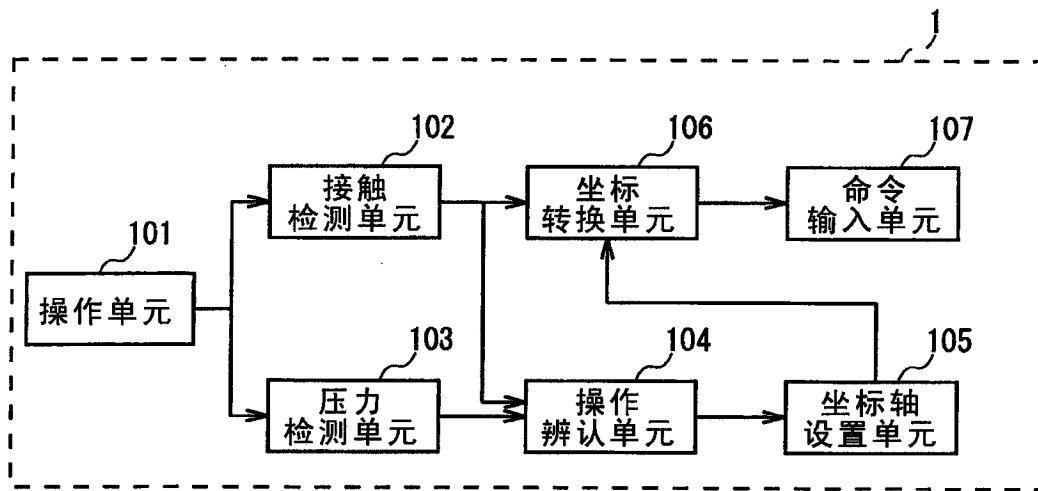 1
102
106
107
接触
检测单元
坐标
转换单元
命令
输入单元
101
操作单元
103
104
105
压力
检测单元
操作
辨认单元
坐标轴
设置单元